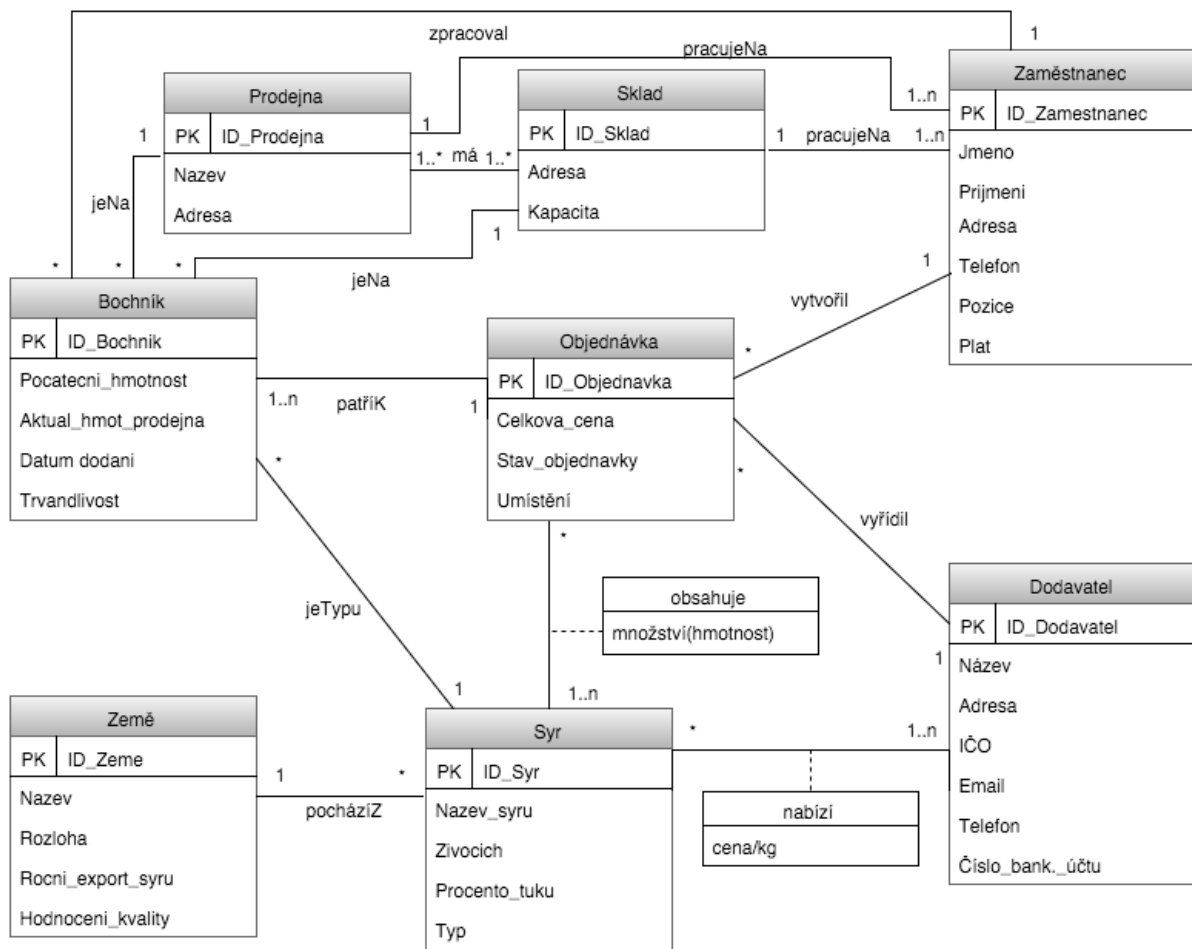 zpracoval
1
pracujeNa
1..n
Prodejna
PK ID_Prodejna
Nazev
Adresa
1
1
jeNa
*
*
*
1..*
má
1..*
Sklad
PK ID_Sklad
Adresa
Kapacita
1
pracujeNa
1..n
1
jeNa
Zaměstnanec
PK ID_Zamestnanec
Jmeno
Prijmeni
Adresa
Telefon
Pozice
Plat
Bochník
PK ID_Bochnik
Pocatecni_hmotnost
Aktual_hmot_prodejna
Datum dodani
Trvandlivost
1..n
patříK
1
Objednávka
PK ID_Objednavka
Celkova_cena
Stav_objednavky
Umístění
1
vytvořil
*
*
vyřídil
1
*
jeTypu
1
*
obsahuje
množství(hmotnost)
1..n
Dodavatel
PK ID_Dodavatel
Název
Adresa
IČO
Email
Telefon
Číslo_bank._účtu
Země
PK ID_Zeme
Nazev
Rozloha
Rocni_export_syru
Hodnoceni_kvality
1
pocházíZ
*
Syr
PK ID_Syr
Nazev_syru
Zivocich
Procento_tuku
Typ
*
1..n
nabízí
cena/kg